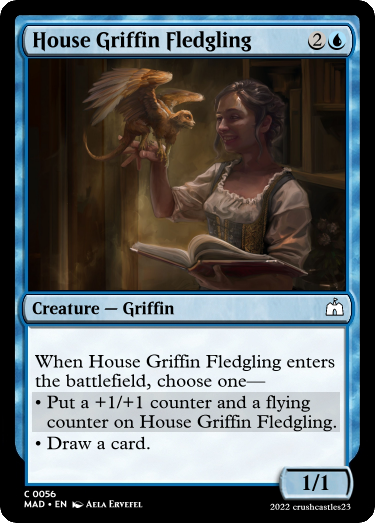 House Griffin Fledgling 2
Creature — Griffin
When House Griffin Fledgling enters
the battlefield, choose one—
• Put a +1/+1 counter and a flying
counter on House Griffin Fledgling.
• Draw a card.
1/1
C 0056
MAD • EN Aela Ervefel
2022 crushcastles23